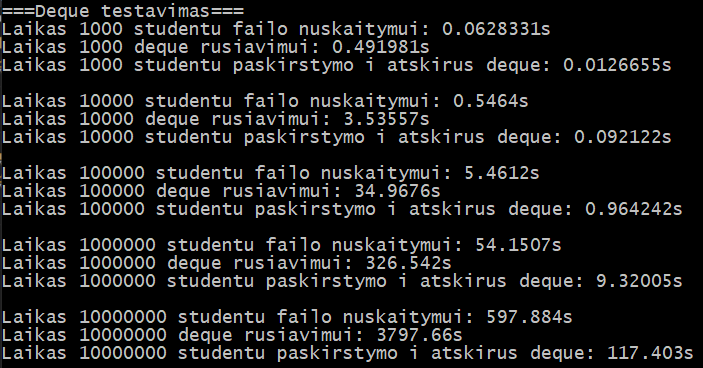 ===Deque testavimas===
Laikas 1000 studentu failo nuskaitymui: 0.0628331s
Laikas 1000 deque rusiavimui: 0.491981s
Laikas 1000 studentu paskirstymo i atskirus deque: 0.0126655s
Laikas 10000 studentu failo nuskaitymui: 0.5464s
Laikas 10000 deque rusiavimui: 3.53557s
Laikas 10000 studentu paskirstymo i atskirus deque: 0.092122s
Laikas 100000 studentu failo nuskaitymui: 5.4612s
Laikas 100000 deque rusiavimui: 34.9676s
Laikas 100000 studentu paskirstymo i atskirus deque: 0.964242s
Laikas 1000000 studentu failo nuskaitymui: 54.1507s
Laikas 1000000 deque rusiavimui: 326.542s
Laikas 1000000 studentu paskirstymo i atskirus deque: 9.32005s
Laikas 10000000 studentu failo nuskaitymui: 597.884s
Laikas 10000000 deque rusiavimui: 3797.66s
Laikas 10000000 studentu paskirstymo i atskirus deque: 117.403s